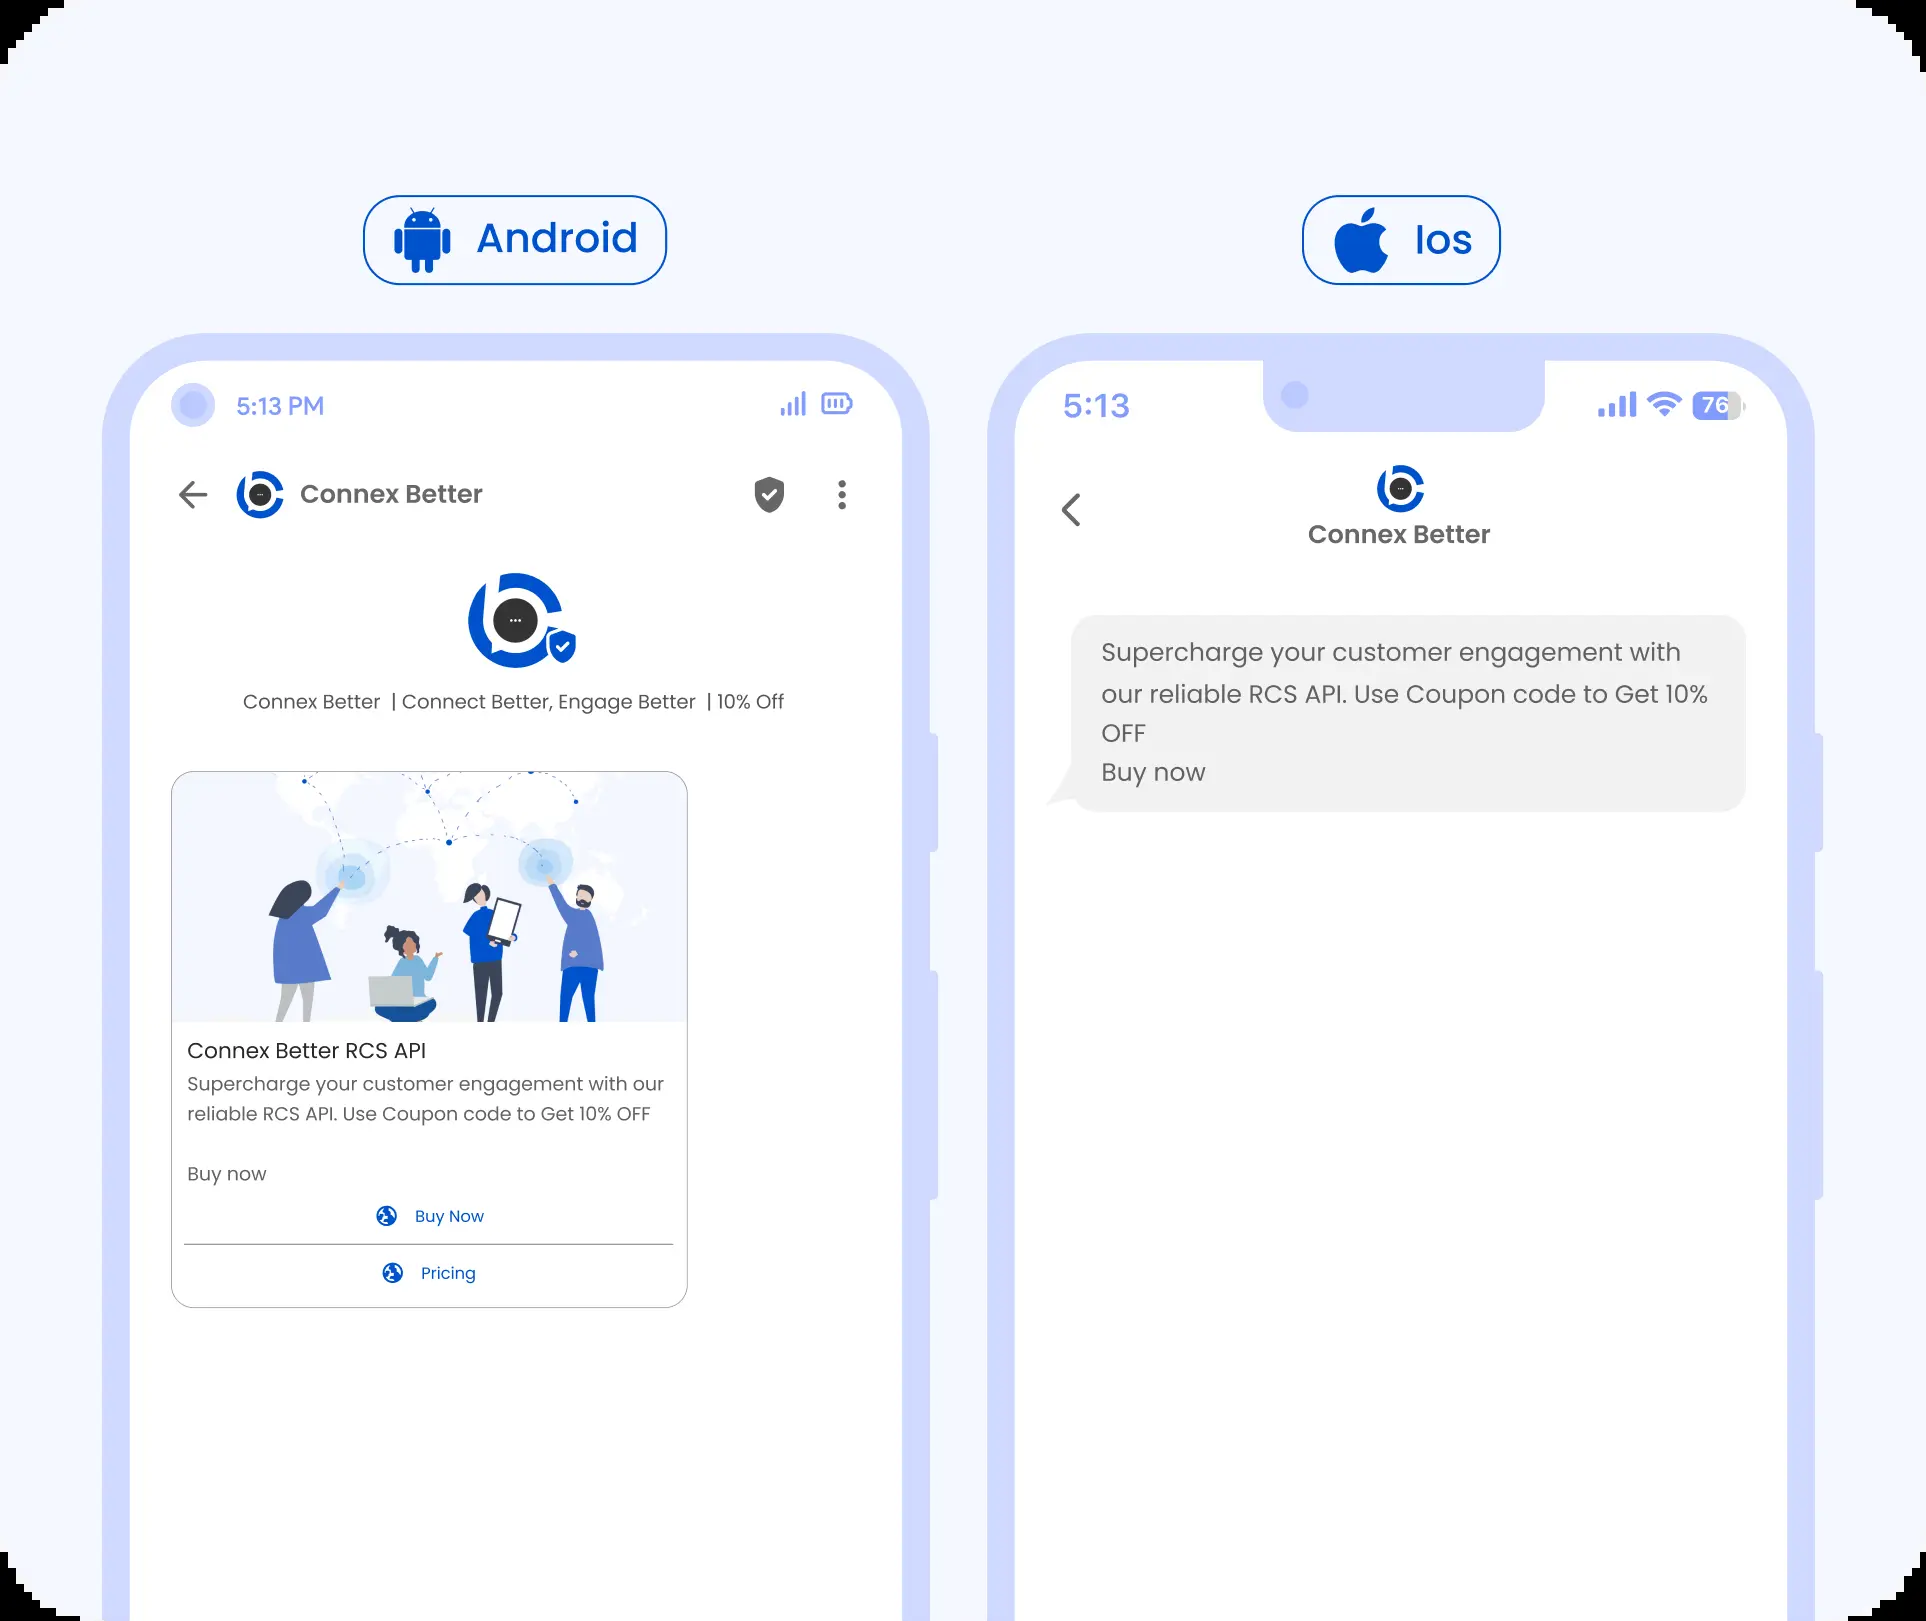 Android
Ios
5:13 PM
Connex Better
Connex Better | Connect Better, Engage Better | 10% Off
Connex Better RCS API
Supercharge your customer engagement with our
reliable RCS API. Use Coupon code to Get 10% OFF
Buy now
Buy Now
Pricing
5:13
76
Connex Better
Supercharge your customer engagement with
our reliable RCS API. Use Coupon code to Get 10%
OFF
Buy now